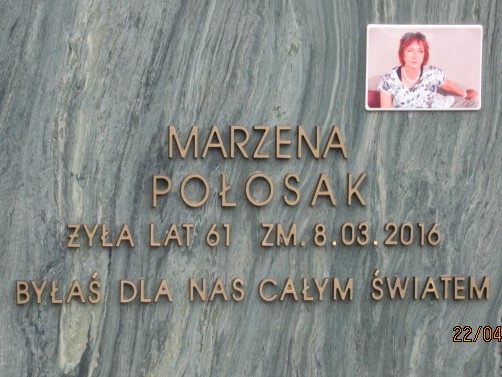 MARZENA
POŁOSAK
ŻYŁA LAT 61 ZM. 8.03.2016
BYŁAŚ DLA NAS CAŁYM ŚWIATEM
22/04